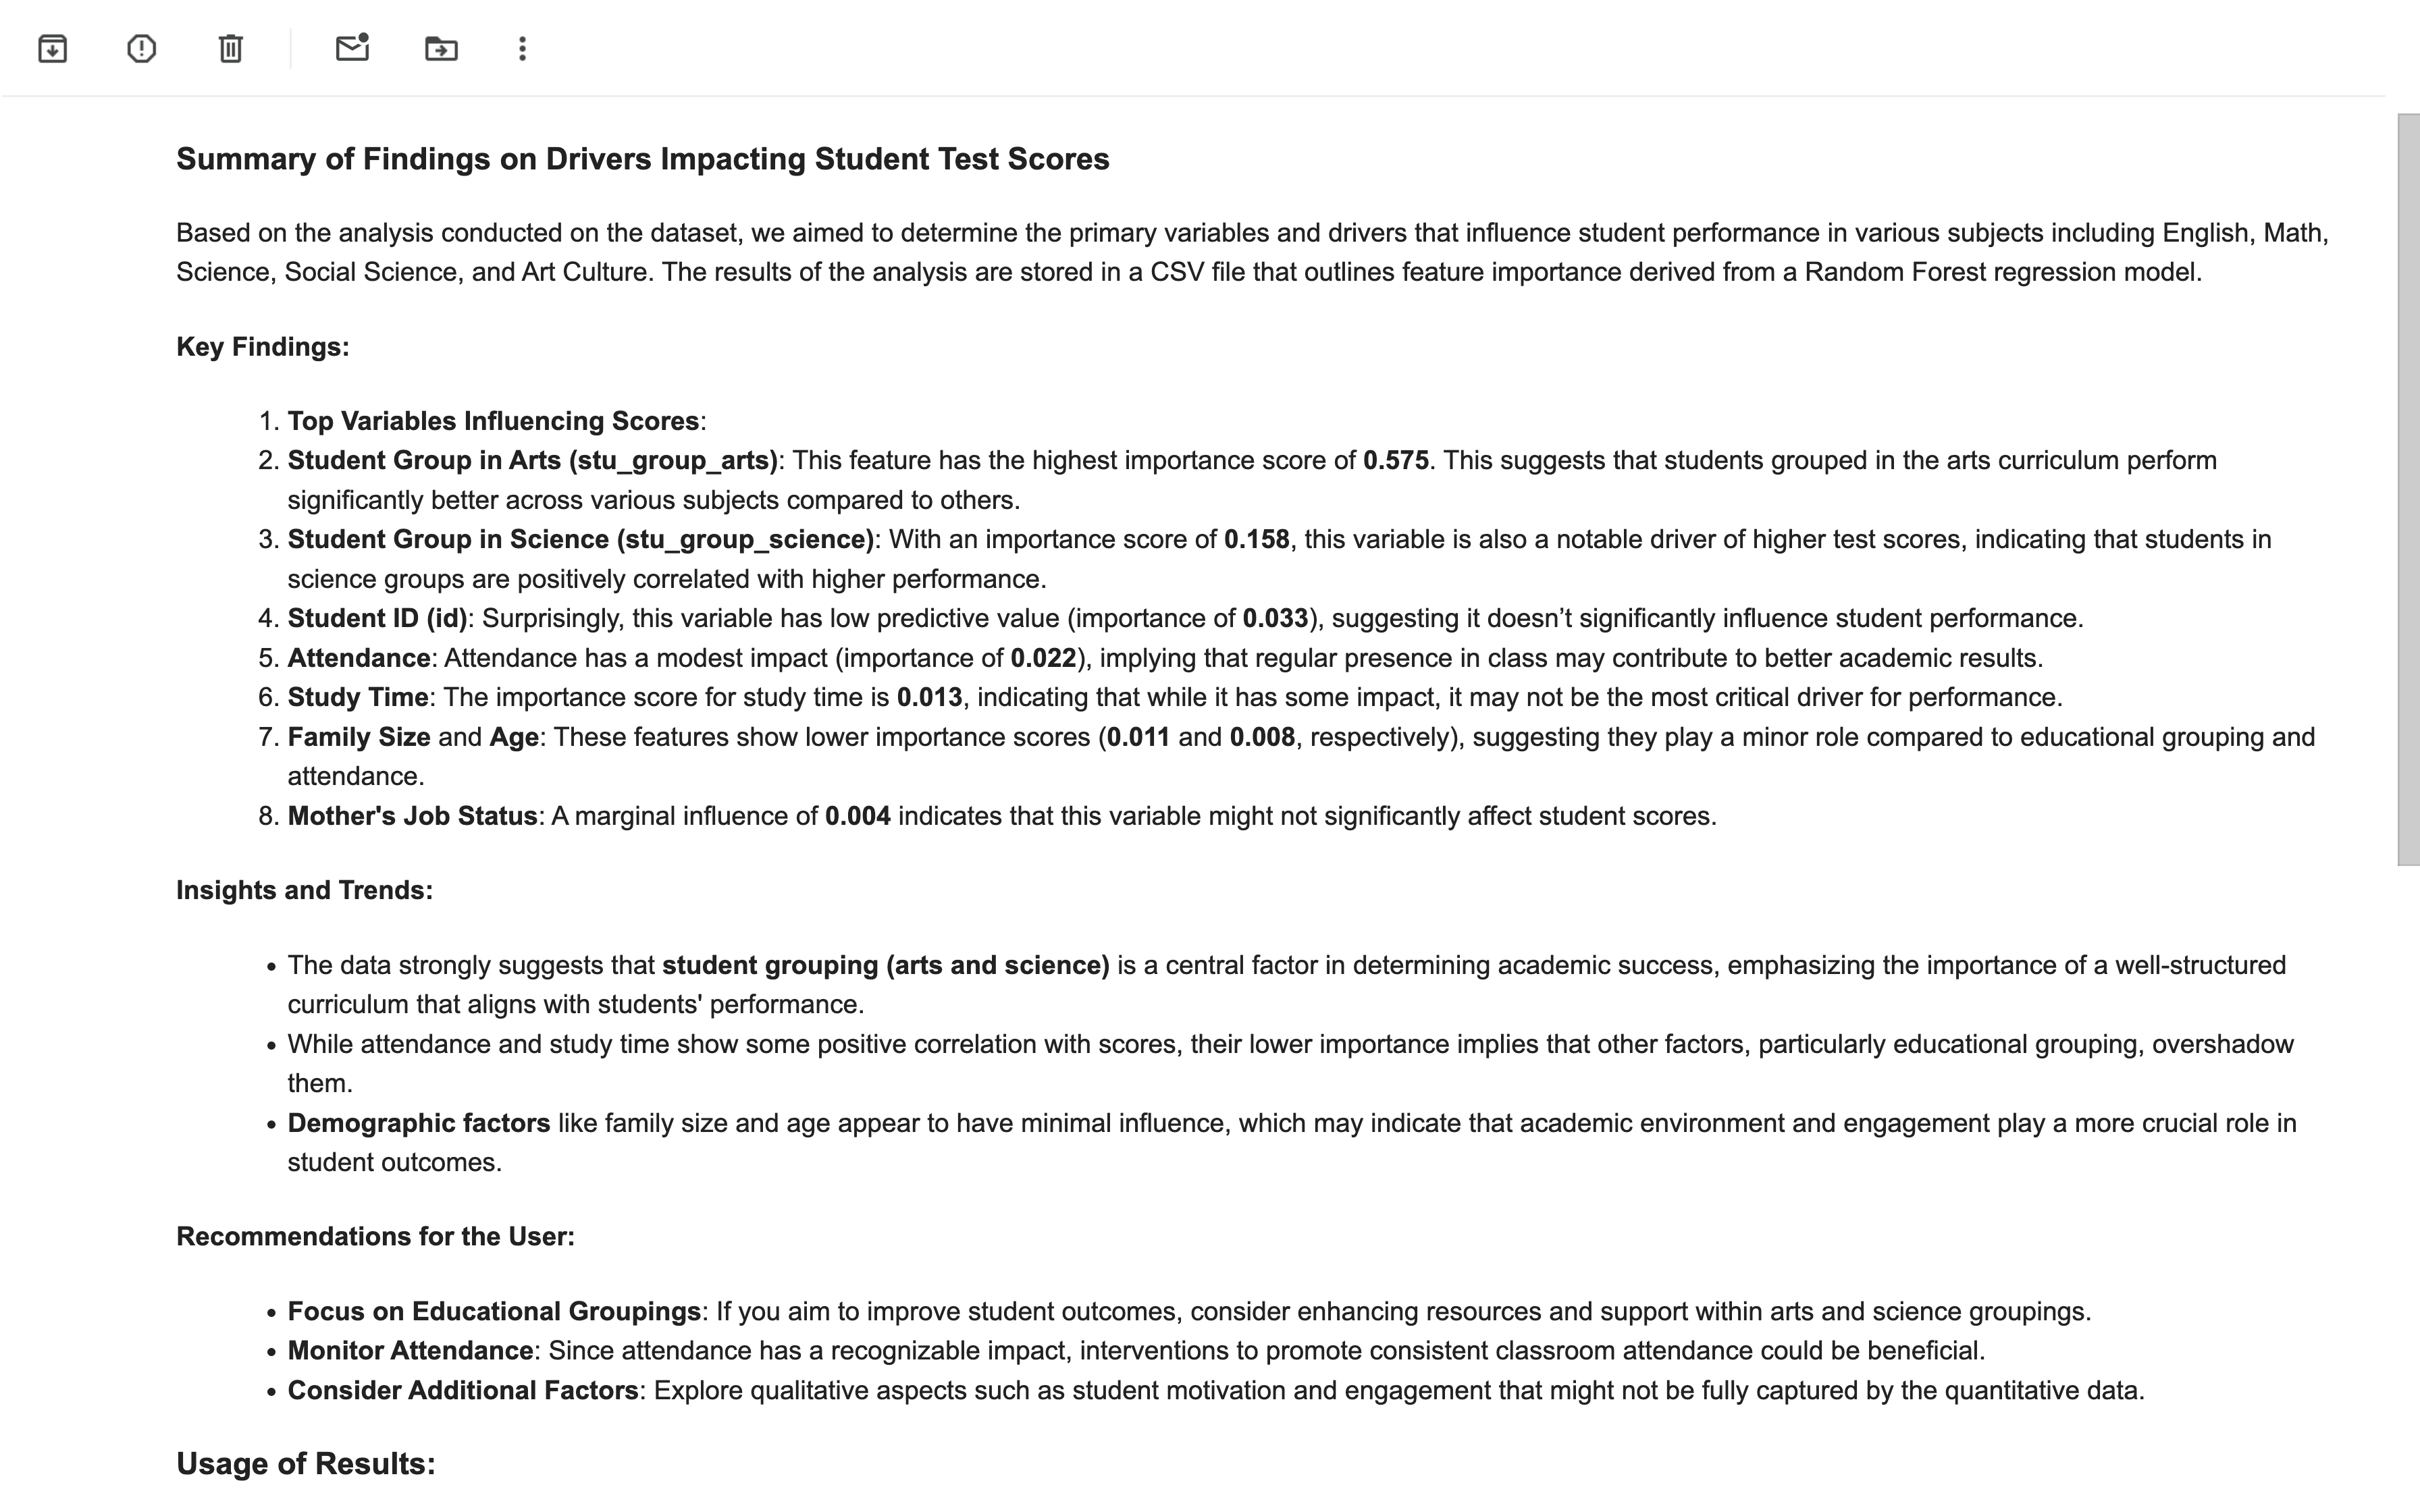 Summary of Findings on Drivers Impacting Student Test Scores
Based on the analysis conducted on the dataset, we aimed to determine the primary variables and drivers that influence student performance in various subjects including English, Math,
Science, Social Science, and Art Culture. The results of the analysis are stored in a CSV file that outlines feature importance derived from a Random Forest regression model.
Key Findings:
1. Top Variables Influencing Scores:
2. Student Group in Arts (stu_group_arts): This feature has the highest importance score of 0.575. This suggests that students grouped in the arts curriculum perform
significantly better across various subjects compared to others.
3. Student Group in Science (stu_group_science): With an importance score of 0.158, this variable is also a notable driver of higher test scores, indicating that students in
science groups are positively correlated with higher performance.
4. Student ID (id): Surprisingly, this variable has low predictive value (importance of 0.033), suggesting it doesn’t significantly influence student performance.
5. Attendance: Attendance has a modest impact (importance of 0.022), implying that regular presence in class may contribute to better academic results.
6. Study Time: The importance score for study time is 0.013, indicating that while it has some impact, it may not be the most critical driver for performance.
7. Family Size and Age: These features show lower importance scores (0.011 and 0.008, respectively), suggesting they play a minor role compared to educational grouping and
attendance.
8. Mother's Job Status: A marginal influence of 0.004 indicates that this variable might not significantly affect student scores.
Insights and Trends:
• The data strongly suggests that student grouping (arts and science) is a central factor in determining academic success, emphasizing the importance of a well-structured
curriculum that aligns with students' performance.
• While attendance and study time show some positive correlation with scores, their lower importance implies that other factors, particularly educational grouping, overshadow
them.
• Demographic factors like family size and age appear to have minimal influence, which may indicate that academic environment and engagement play a more crucial role in
student outcomes.
Recommendations for the User:
• Focus on Educational Groupings: If you aim to improve student outcomes, consider enhancing resources and support within arts and science groupings.
• Monitor Attendance: Since attendance has a recognizable impact, interventions to promote consistent classroom attendance could be beneficial.
• Consider Additional Factors: Explore qualitative aspects such as student motivation and engagement that might not be fully captured by the quantitative data.
Usage of Results: